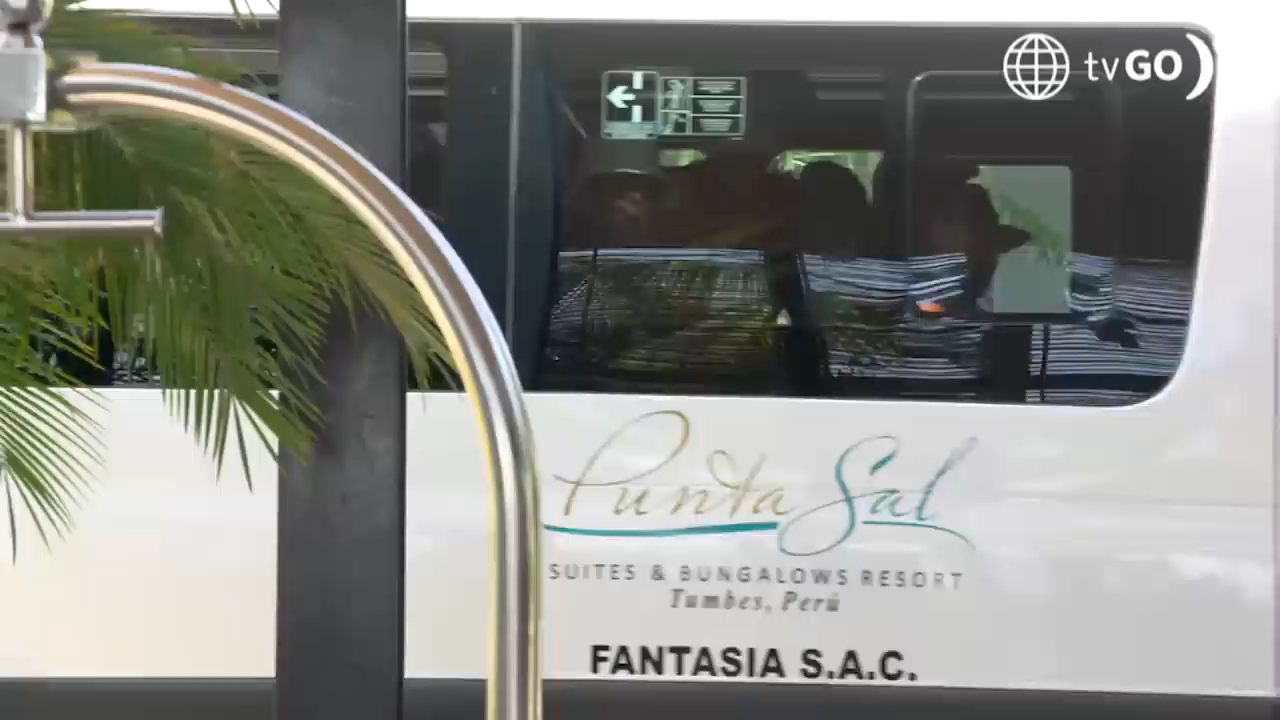 tvGO
Punta Sal
SUITES & BUNGALOWS RESORT
Tumbes, Perú
FANTASIA S.A.C.